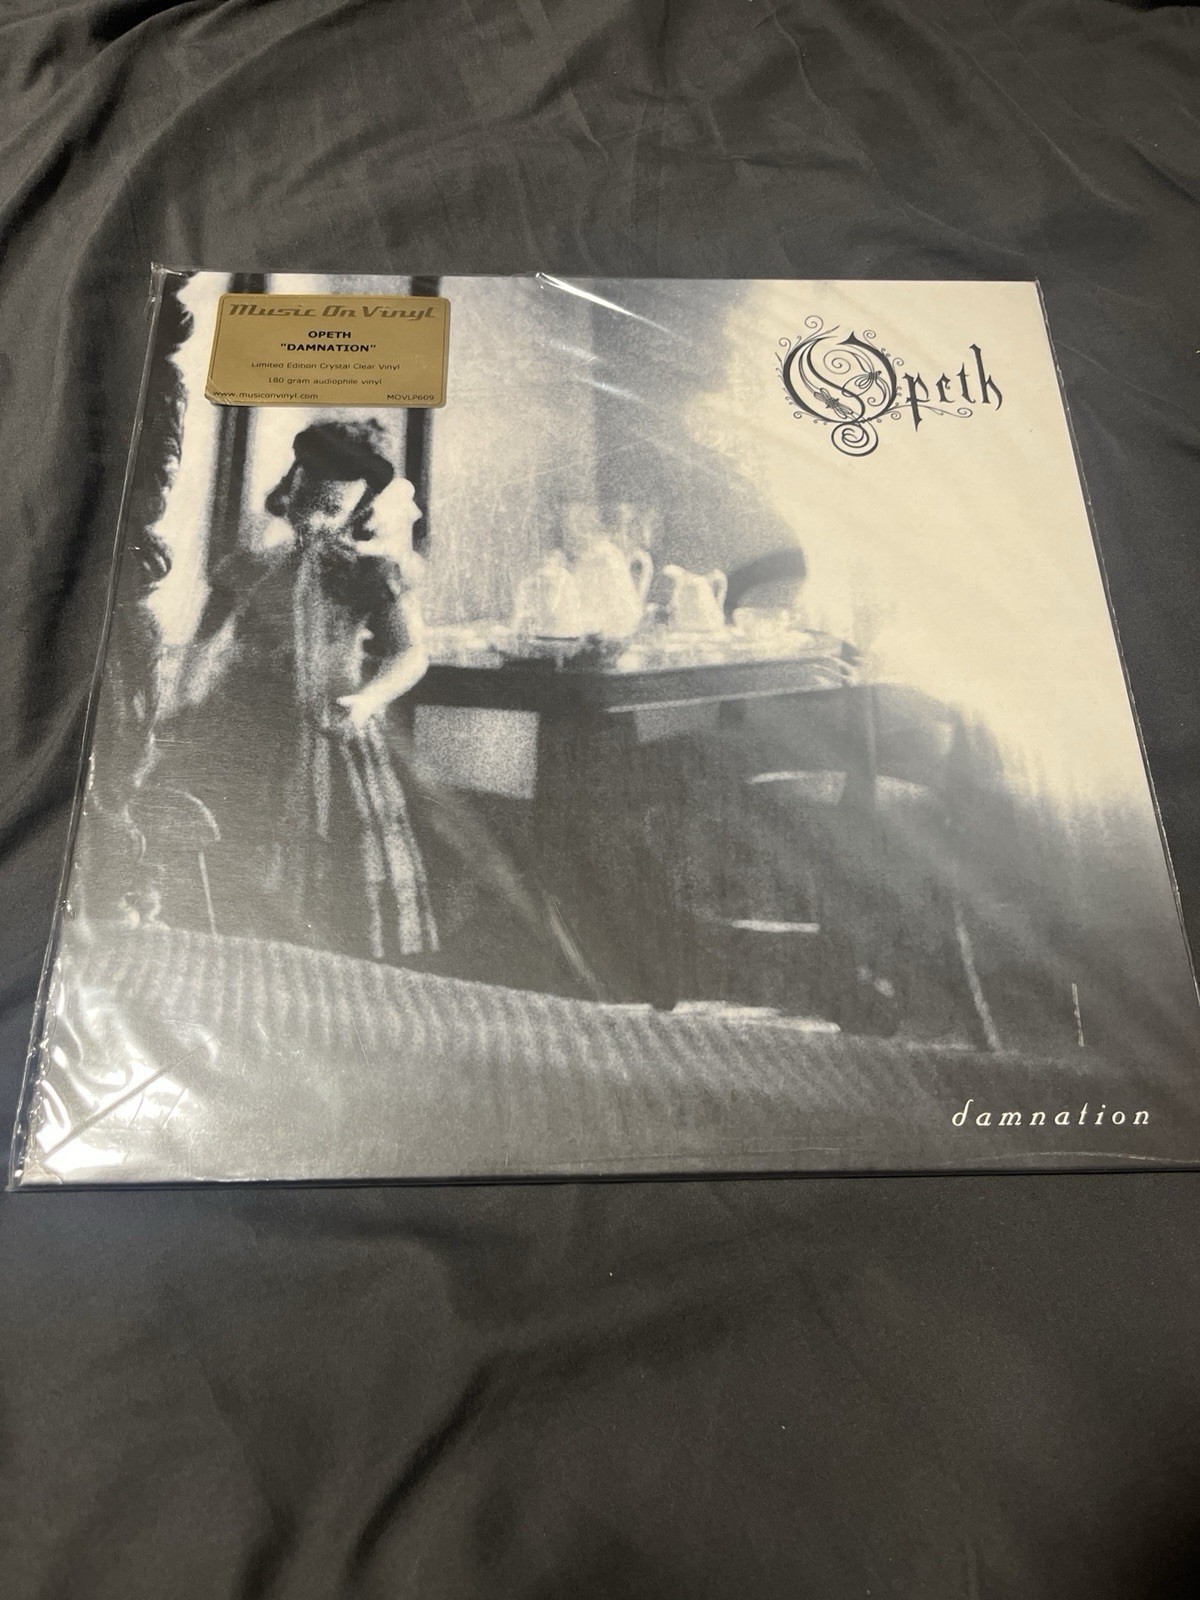 Music On Vinyl
OPETH
"DAMNATION"
Limited Edition Crystal Clear Vinyl
180 gram audiophile vinyl
www.musiconvinyl.com MOVLP609
Opeth
damnation